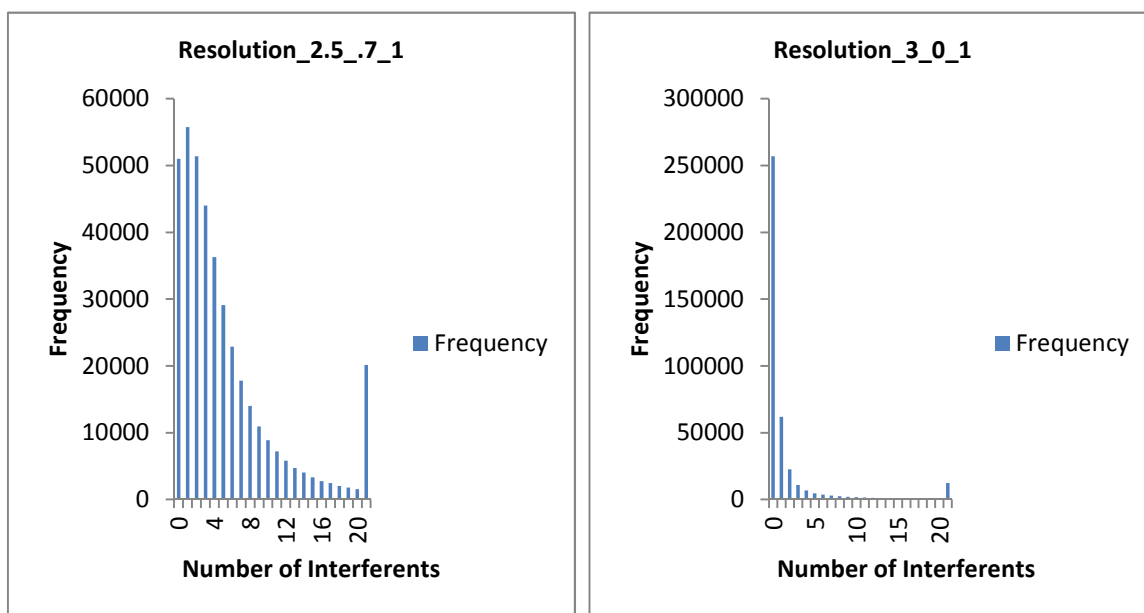 Resolution_2.5_.7_1
60000
50000
40000
30000
20000
10000
0
Frequency
0 4 8 12 16 20
Number of Interferents
Frequency
Resolution_3_0_1
300000
250000
200000
150000
100000
50000
0
Frequency
0 5 10 15 20
Number of Interferents
Frequency